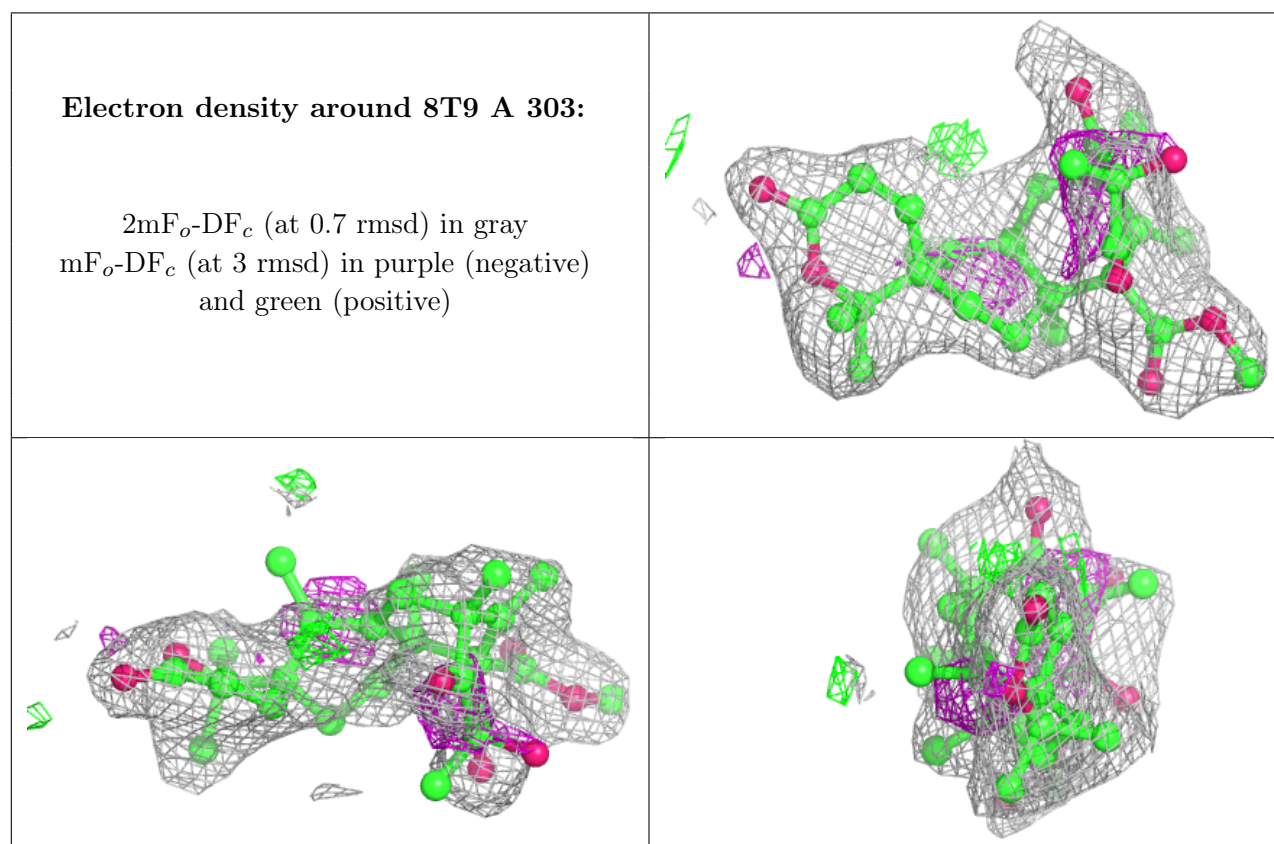 Electron density around 8T9 A 303:
2mFₒ-DF𝒸 (at 0.7 rmsd) in gray
mFₒ-DF𝒸 (at 3 rmsd) in purple (negative)
and green (positive)